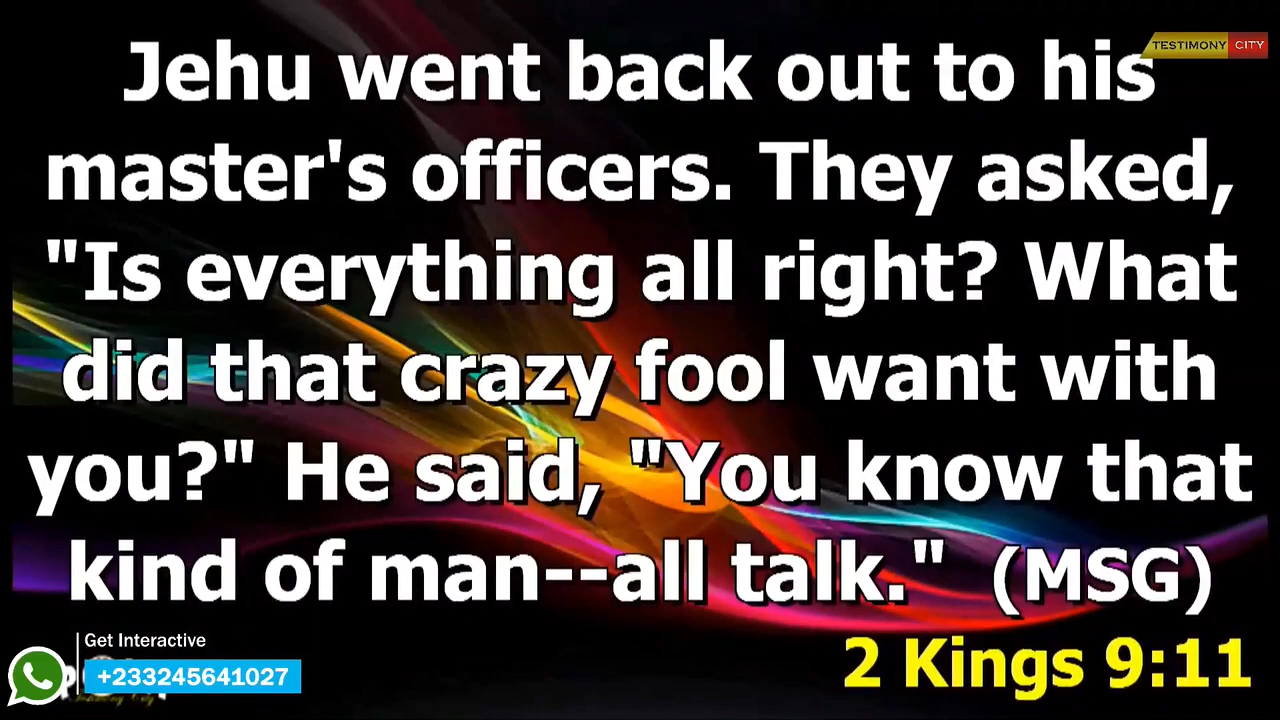 TESTIMONY CITY
Jehu went back out to his
master's officers. They asked,
"Is everything all right? What
did that crazy fool want with
you?" He said, "You know that
kind of man--all talk." (MSG)
2 Kings 9:11
Get Interactive
+233245641027